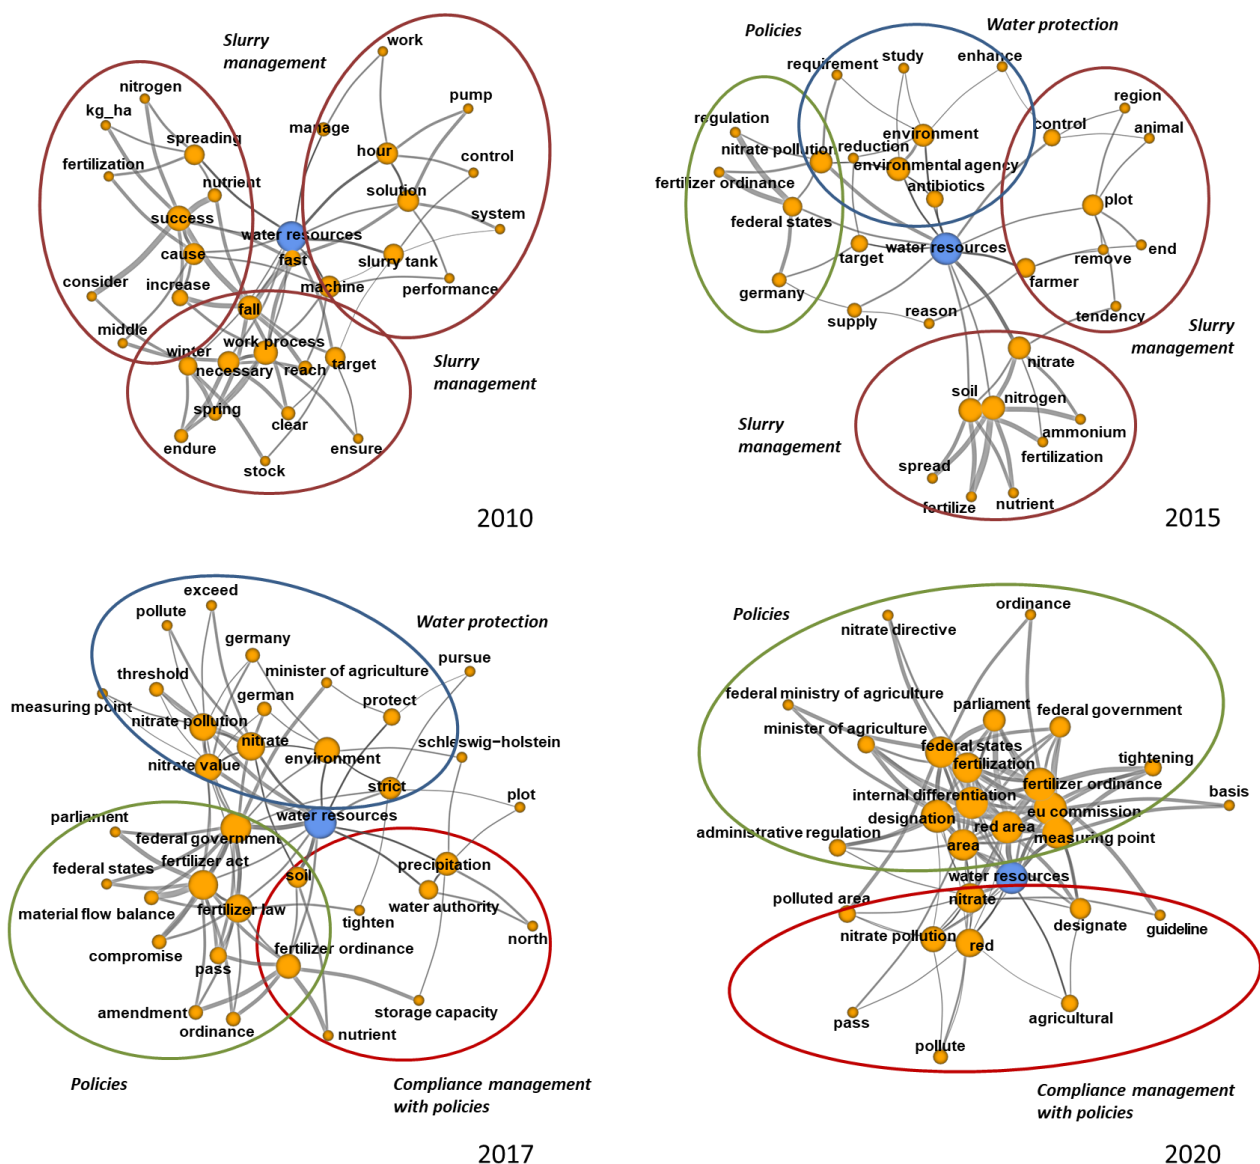 Slurry
management
work
nitrogen
kg_ha
pump
spreading
manage
hour
control
fertilization
nutrient
solution
success
system
water resources
cause
fast
slurry tank
consider
increase
machine
performance
fall
middle
winter
work process
necessary
reach
target
Slurry
management
spring
clear
endure
ensure
stock
2010
Policies
Water protection
requirement
study
enhance
region
regulation
environment
control
animal
nitrate pollution
reduction
environmental agency
fertilizer ordinance
antibiotics
plot
federal states
water resources
target
remove
end
germany
farmer
supply
reason
tendency
nitrate
Slurry
management
soil
nitrogen
Slurry
management
ammonium
fertilization
spread
fertilize
nutrient
2015
exceed
pollute
Water protection
germany
minister of agriculture
pursue
threshold
german
protect
measuring point
nitrate pollution
nitrate
schleswig-holstein
nitrate value
environment
strict
plot
parliament
water resources
federal government
federal states
fertilizer act
precipitation
soil
material flow balance
fertilizer law
water authority
tighten
compromise
fertilizer ordinance
north
pass
amendment
storage capacity
ordinance
nutrient
Policies
Compliance management
with policies
2017
Policies
ordinance
nitrate directive
federal ministry of agriculture
parliament
federal government
minister of agriculture
federal states
fertilization
tightening
fertilizer ordinance
internal differentiation
basis
designation
eu commission
administrative regulation
red area
measuring point
area
water resources
polluted area
nitrate
designate
guideline
nitrate pollution
red
pass
agricultural
pollute
Compliance management
with policies
2020